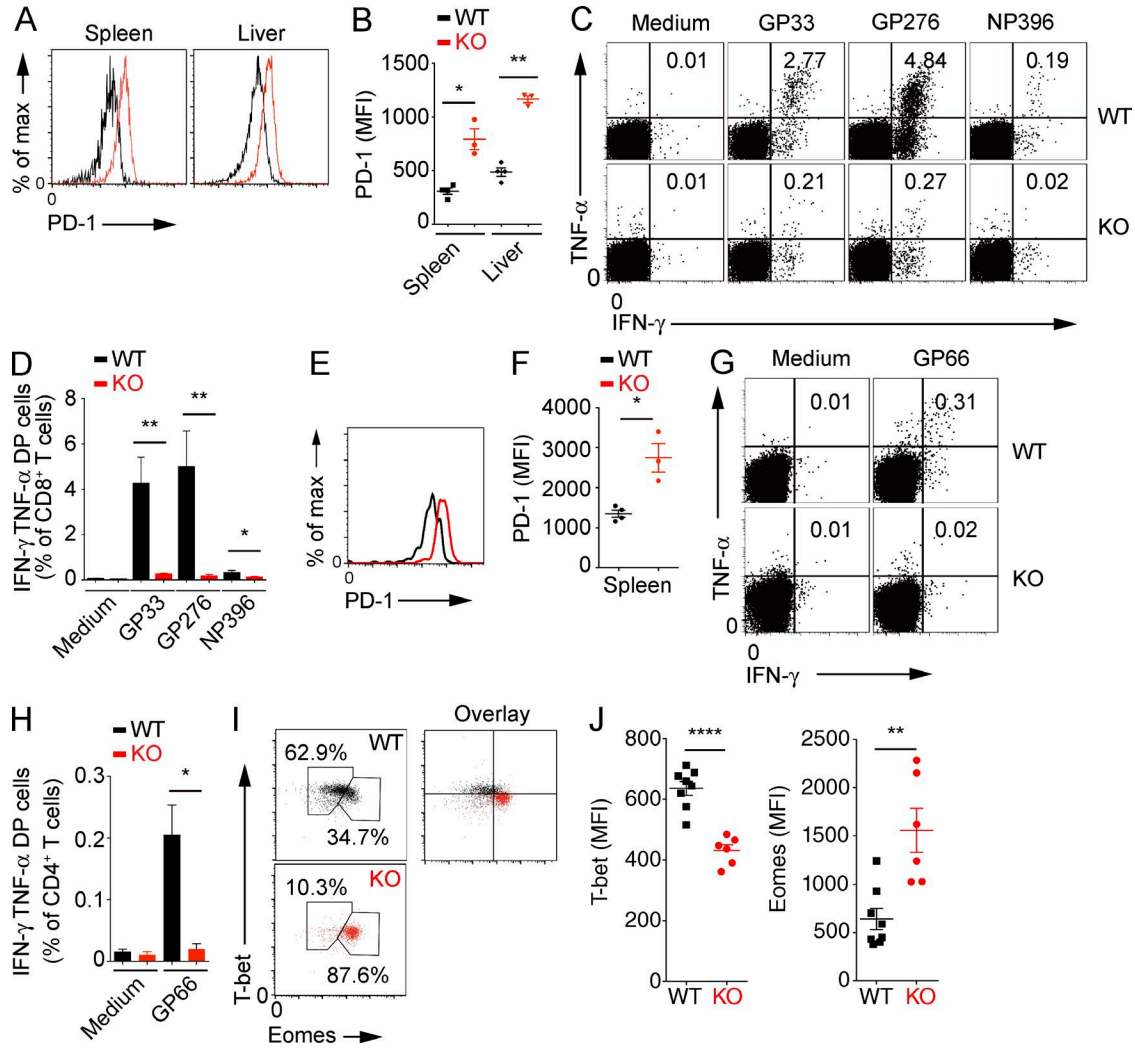 A
Spleen
Liver
% of max
0
0
0
PD-1
B
WT
KO
PD-1 (MFI)
1500
1000
500
0
*
**
Spleen
Liver
C
Medium
GP33
GP276
NP396
0.01
2.77
4.84
0.19
WT
0.01
0.21
0.27
0.02
KO
TNF-α
0
0
IFN-γ
D
WT
KO
IFN-γ TNF-α DP cells
(% of CD8⁺ T cells)
8
6
4
2
0
**
**
*
Medium
GP33
GP276
NP396
E
% of max
0
0
PD-1
F
WT
KO
PD-1 (MFI)
4000
3000
2000
1000
0
*
Spleen
G
Medium
GP66
0.01
0.31
WT
0.01
0.02
KO
TNF-α
0
0
IFN-γ
H
WT
KO
IFN-γ TNF-α DP cells
(% of CD4⁺ T cells)
0.3
0.2
0.1
0
*
Medium
GP66
I
Overlay
62.9%
WT
34.7%
10.3%
KO
87.6%
T-bet
0
0
Eomes
J
T-bet (MFI)
800
600
400
200
0
****
WT
KO
Eomes (MFI)
2500
2000
1500
1000
500
0
**
WT
KO